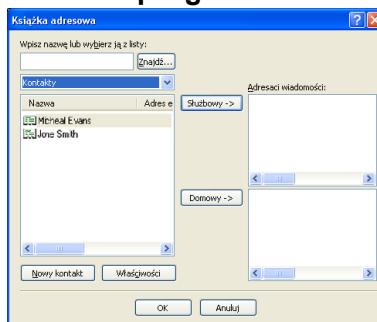 Książka adresowa
Wpisz nazwę lub wybierz ją z listy:
Znajdź...
Kontakty
Adresaci wiadomości:
Nazwa Adres e
Służbowy ->
Micheal Evans
Jone Smith
Domowy ->
Nowy kontakt Właściwości
OK Anuluj